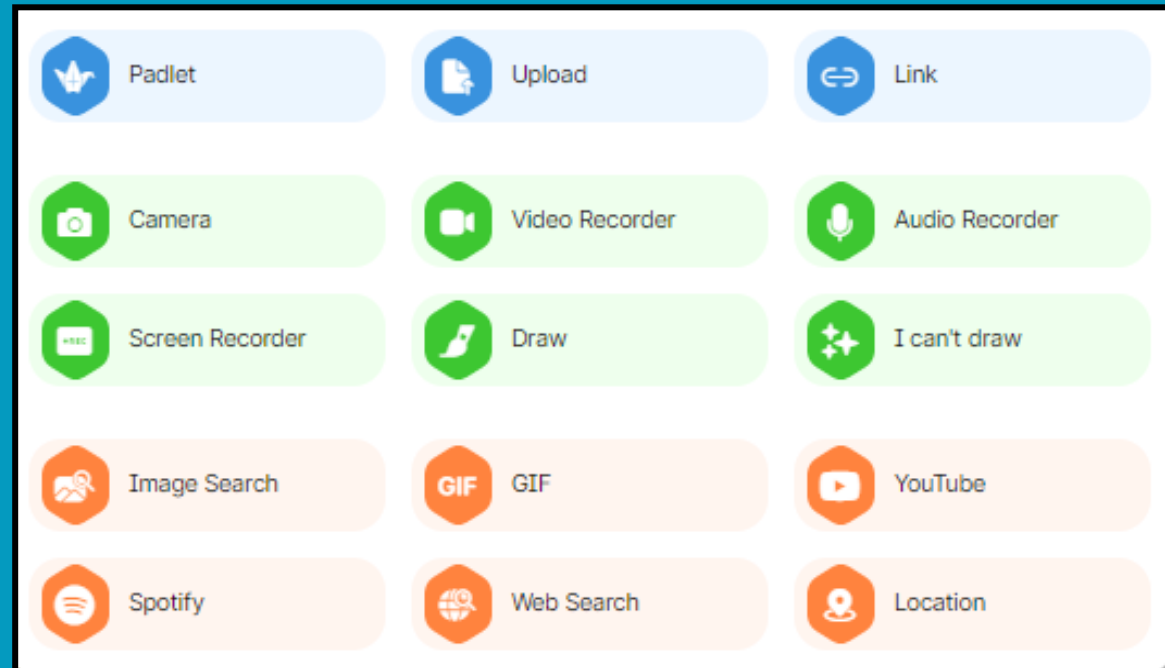 Padlet Upload Link
Camera Video Recorder Audio Recorder
Screen Recorder Draw I can't draw
Image Search GIF GIF YouTube
Spotify Web Search Location